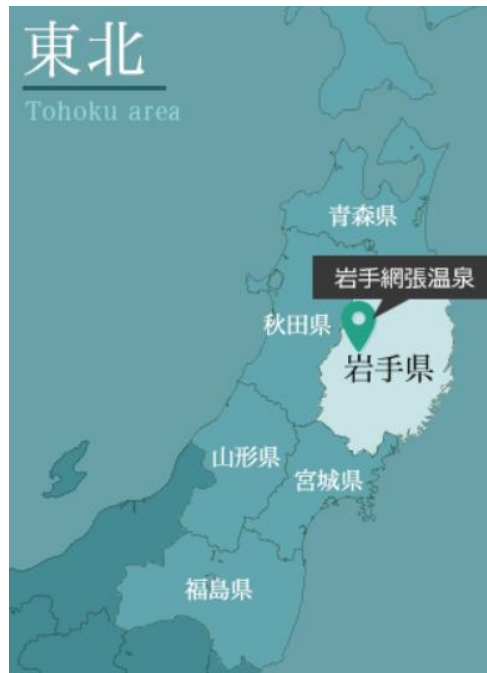 東北
Tohoku area
青森県
岩手網張温泉
秋田県
岩手県
山形県
宮城県
福島県